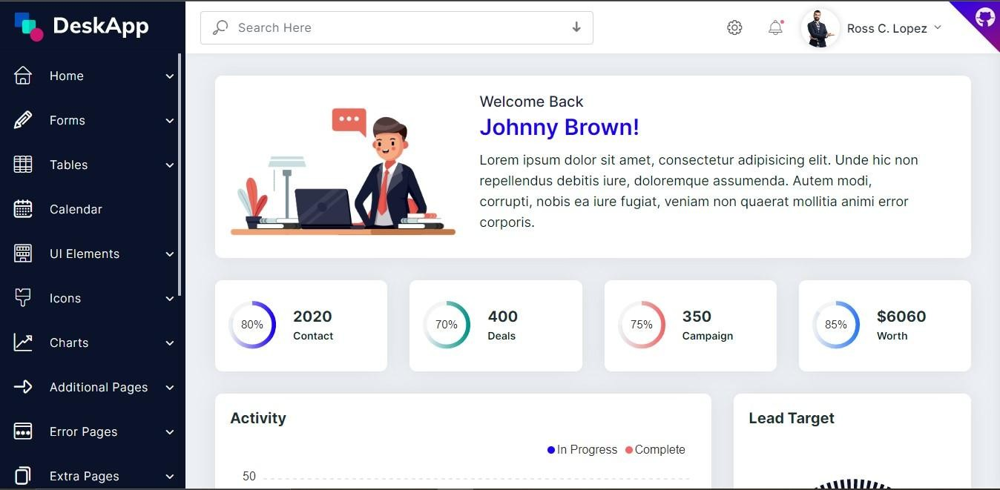 DeskApp
Search Here
Ross C. Lopez
Home
Forms
Tables
Calendar
UI Elements
Icons
Charts
Additional Pages
Error Pages
Extra Pages
Welcome Back
Johnny Brown!
Lorem ipsum dolor sit amet, consectetur adipisicing elit. Unde hic non
repellendus debitis iure, doloremque assumenda. Autem modi,
corrupti, nobis ea iure fugiat, veniam non quaerat mollitia animi error
corporis.
80%
2020
Contact
70%
400
Deals
75%
350
Campaign
85%
$6060
Worth
Activity
In Progress
Complete
50
Lead Target